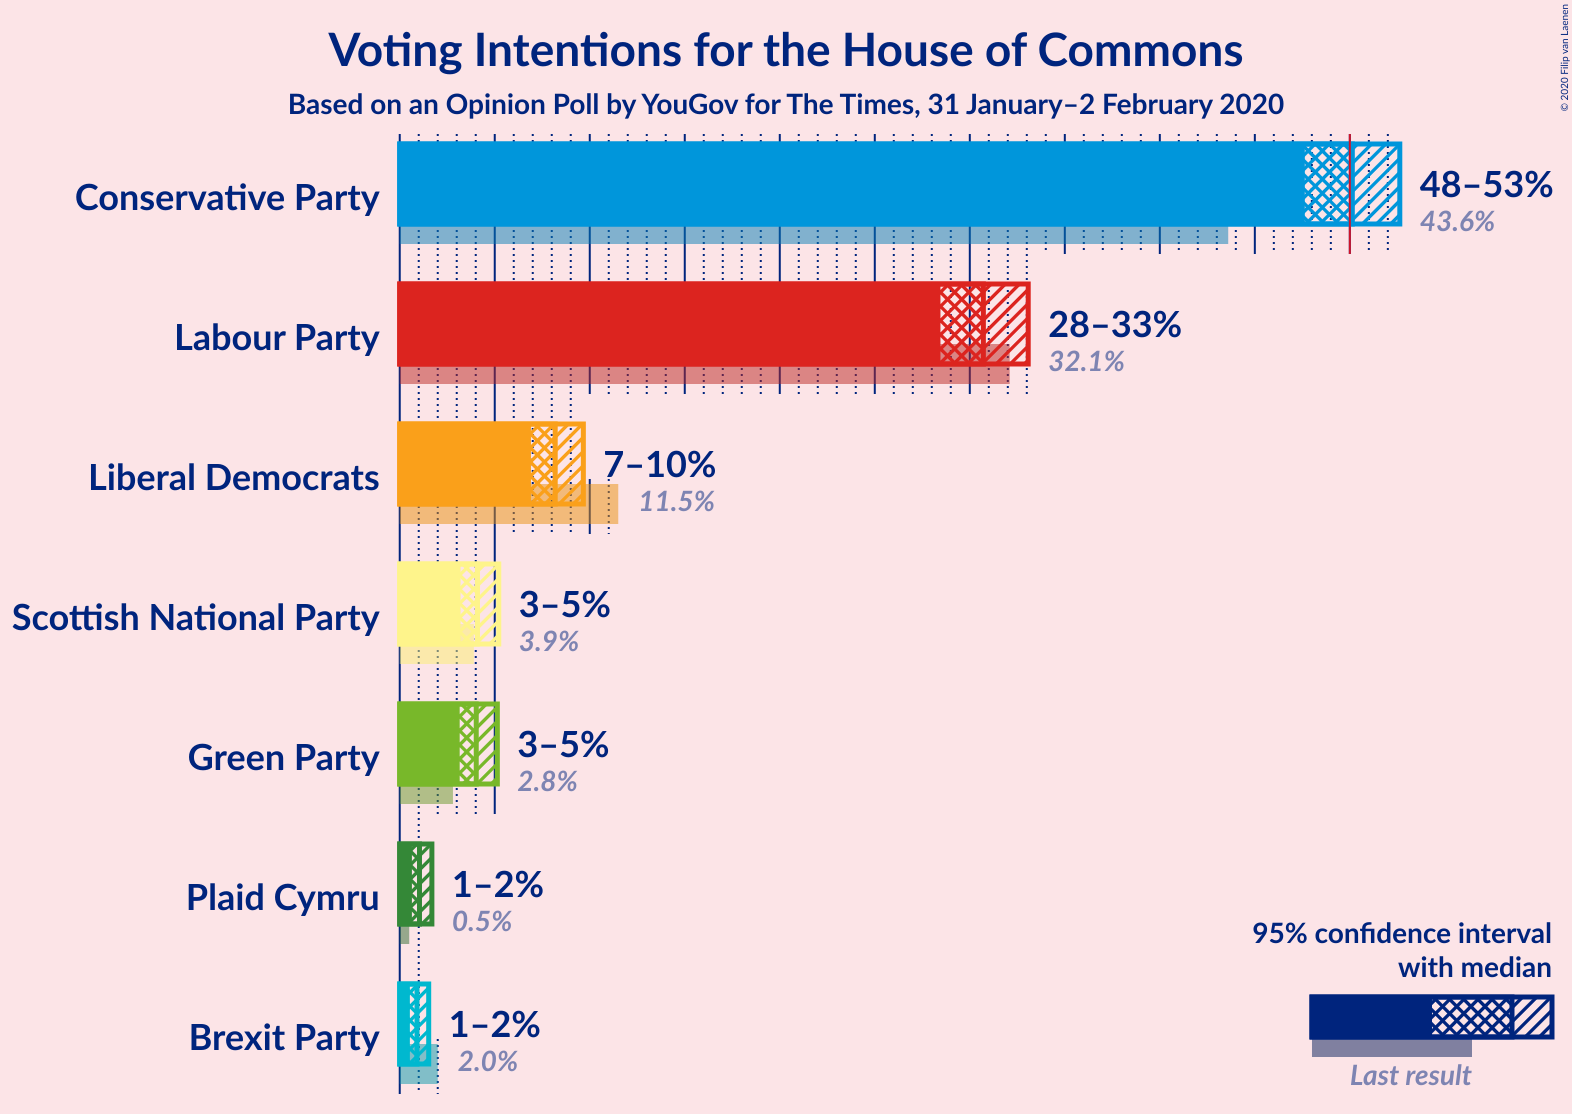 Voting Intentions for the House of Commons
Based on an Opinion Poll by YouGov for The Times, 31 January–2 February 2020
© 2020 Filip van Laenen
Conservative Party
48–53%
43.6%
Labour Party
28–33%
32.1%
Liberal Democrats
7–10%
11.5%
Scottish National Party
3–5%
3.9%
Green Party
3–5%
2.8%
Plaid Cymru
1–2%
0.5%
Brexit Party
1–2%
2.0%
95% confidence interval
with median
Last result